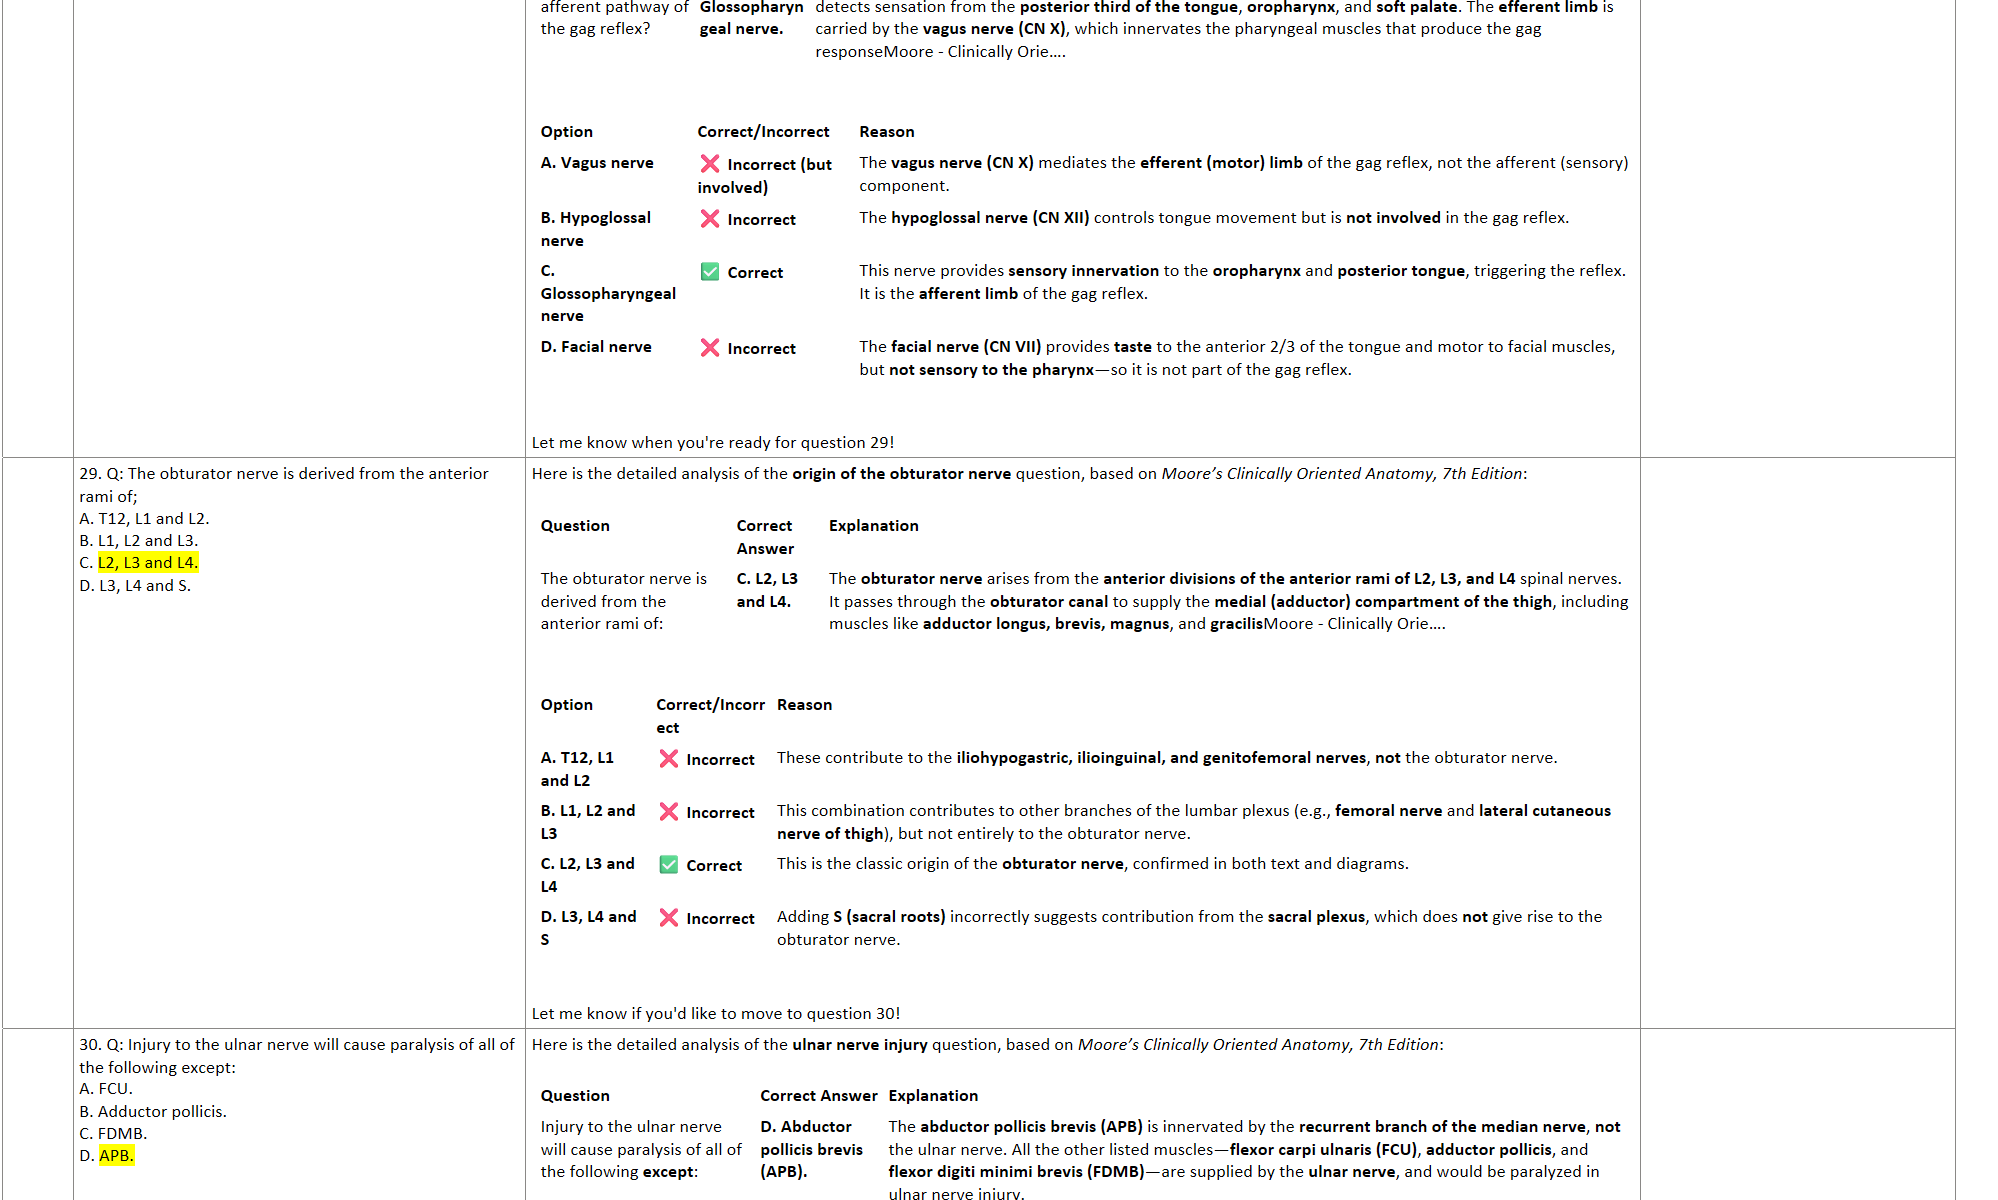 afferent pathway of Glossopharyn detects sensation from the posterior third of the tongue, oropharynx, and soft palate. The efferent limb is
the gag reflex? geal nerve. carried by the vagus nerve (CN X), which innervates the pharyngeal muscles that produce the gag
responseMoore - Clinically Orie....
Option Correct/Incorrect Reason
A. Vagus nerve ❌ Incorrect (but The vagus nerve (CN X) mediates the efferent (motor) limb of the gag reflex, not the afferent (sensory)
involved) component.
B. Hypoglossal ❌ Incorrect The hypoglossal nerve (CN XII) controls tongue movement but is not involved in the gag reflex.
nerve
C. ✅ Correct This nerve provides sensory innervation to the oropharynx and posterior tongue, triggering the reflex.
Glossopharyngeal It is the afferent limb of the gag reflex.
nerve
D. Facial nerve ❌ Incorrect The facial nerve (CN VII) provides taste to the anterior 2/3 of the tongue and motor to facial muscles,
but not sensory to the pharynx—so it is not part of the gag reflex.
Let me know when you're ready for question 29!
29. Q: The obturator nerve is derived from the anterior
rami of;
A. T12, L1 and L2.
B. L1, L2 and L3.
C. L2, L3 and L4.
D. L3, L4 and S.
Here is the detailed analysis of the origin of the obturator nerve question, based on Moore’s Clinically Oriented Anatomy, 7th Edition:
Question Correct Explanation
Answer
The obturator nerve is C. L2, L3 The obturator nerve arises from the anterior divisions of the anterior rami of L2, L3, and L4 spinal nerves.
derived from the and L4. It passes through the obturator canal to supply the medial (adductor) compartment of the thigh, including
anterior rami of: muscles like adductor longus, brevis, magnus, and gracilisMoore - Clinically Orie....
Option Correct/Incorr Reason
ect
A. T12, L1 ❌ Incorrect These contribute to the iliohypogastric, ilioinguinal, and genitofemoral nerves, not the obturator nerve.
and L2
B. L1, L2 and ❌ Incorrect This combination contributes to other branches of the lumbar plexus (e.g., femoral nerve and lateral cutaneous
L3 nerve of thigh), but not entirely to the obturator nerve.
C. L2, L3 and ✅ Correct This is the classic origin of the obturator nerve, confirmed in both text and diagrams.
L4
D. L3, L4 and ❌ Incorrect Adding S (sacral roots) incorrectly suggests contribution from the sacral plexus, which does not give rise to the
S obturator nerve.
Let me know if you'd like to move to question 30!
30. Q: Injury to the ulnar nerve will cause paralysis of all of
the following except:
A. FCU.
B. Adductor pollicis.
C. FDMB.
D. APB.
Here is the detailed analysis of the ulnar nerve injury question, based on Moore’s Clinically Oriented Anatomy, 7th Edition:
Question Correct Answer Explanation
Injury to the ulnar nerve D. Abductor The abductor pollicis brevis (APB) is innervated by the recurrent branch of the median nerve, not
will cause paralysis of all of pollicis brevis the ulnar nerve. All the other listed muscles—flexor carpi ulnaris (FCU), adductor pollicis, and
the following except: (APB). flexor digiti minimi brevis (FDMB)—are supplied by the ulnar nerve, and would be paralyzed in
ulnar nerve injury.